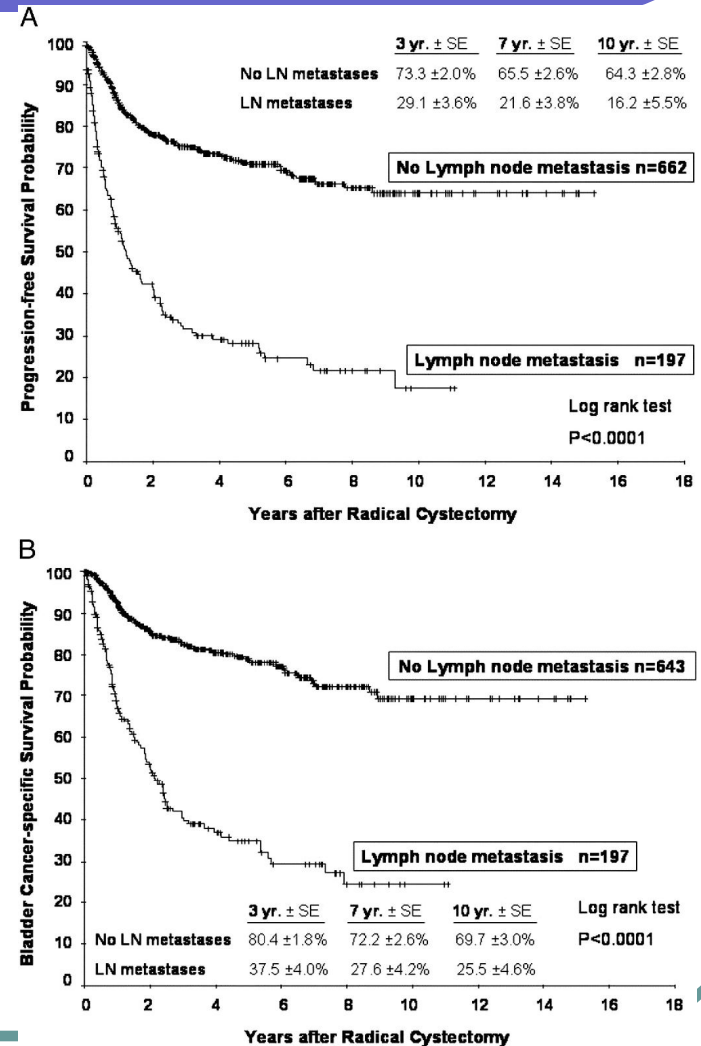 A
3 yr. ± SE 7 yr. ± SE 10 yr. ± SE
No LN metastases 73.3 ±2.0% 65.5 ±2.6% 64.3 ±2.8%
LN metastases 29.1 ±3.6% 21.6 ±3.8% 16.2 ±5.5%
No Lymph node metastasis n=662
Lymph node metastasis n=197
Log rank test
P<0.0001
Progression-free Survival Probability
100
90
80
70
60
50
40
30
20
10
0
0 2 4 6 8 10 12 14 16 18
Years after Radical Cystectomy
B
No Lymph node metastasis n=643
Lymph node metastasis n=197
3 yr. ± SE 7 yr. ± SE 10 yr. ± SE
No LN metastases 80.4 ±1.8% 72.2 ±2.6% 69.7 ±3.0%
LN metastases 37.5 ±4.0% 27.6 ±4.2% 25.5 ±4.6%
Log rank test
P<0.0001
Bladder Cancer-specific Survival Probability
100
90
80
70
60
50
40
30
20
10
0
0 2 4 6 8 10 12 14 16 18
Years after Radical Cystectomy